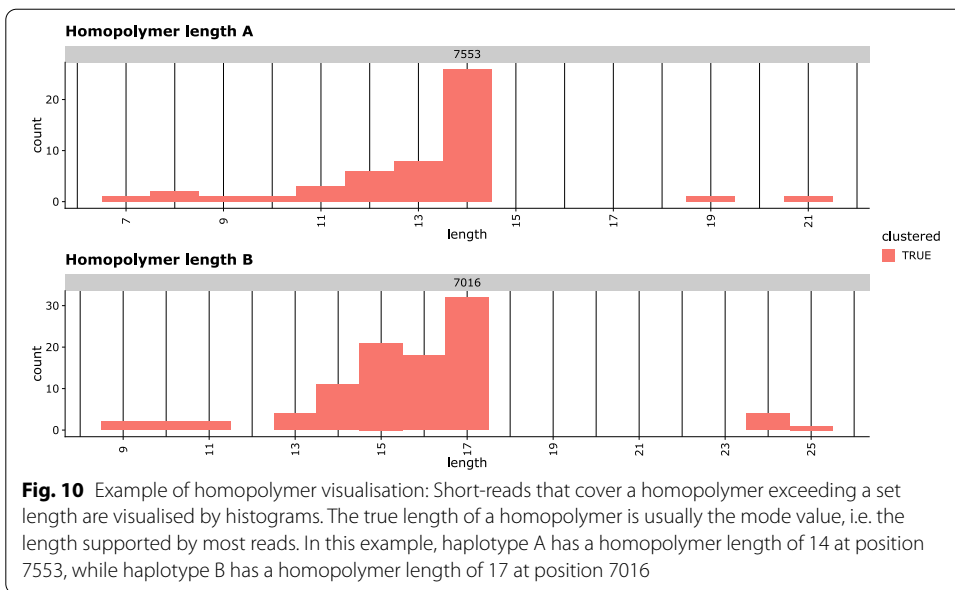 Homopolymer length A
7553
20
10
0
count
7 9 11 13 15 17 19 21
length
clustered
TRUE
Homopolymer length B
7016
30
20
10
0
count
9 11 13 15 17 19 21 23 25
length
Fig. 10 Example of homopolymer visualisation: Short-reads that cover a homopolymer exceeding a set
length are visualised by histograms. The true length of a homopolymer is usually the mode value, i.e. the
length supported by most reads. In this example, haplotype A has a homopolymer length of 14 at position
7553, while haplotype B has a homopolymer length of 17 at position 7016